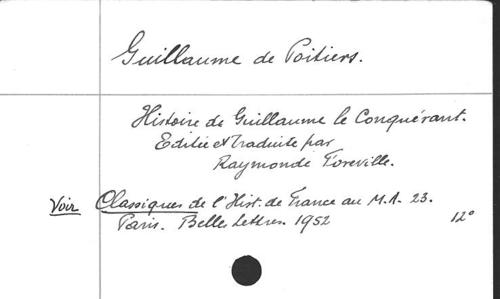 Guillaume de Poitiers.
Histoire de Guillaume le Conquérant.
Editée et traduite par
Raymonde Foreville.
Voir Classiques de l'Hist. de France au M.A. 23.
Paris. Belles Lettres. 1952 12°